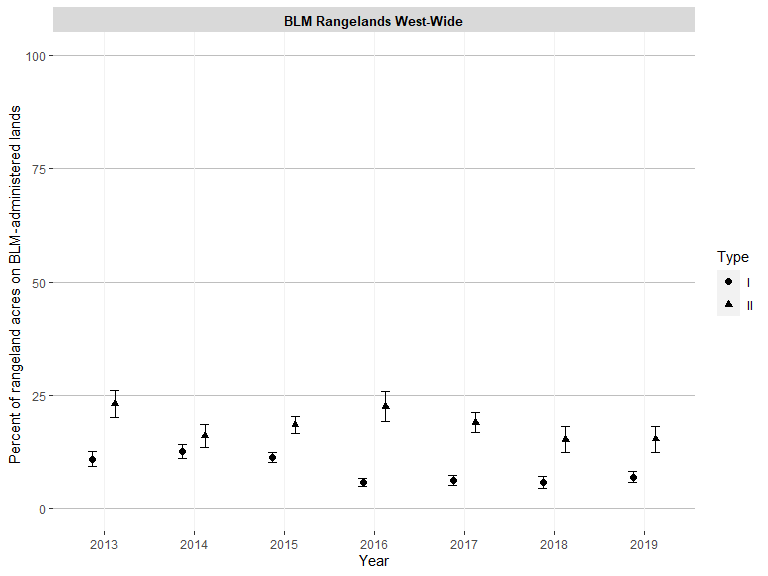 BLM Rangelands West-Wide
Percent of rangeland acres on BLM-administered lands
100
75
50
25
0
2013 2014 2015 2016 2017 2018 2019
Year
Type
I
II